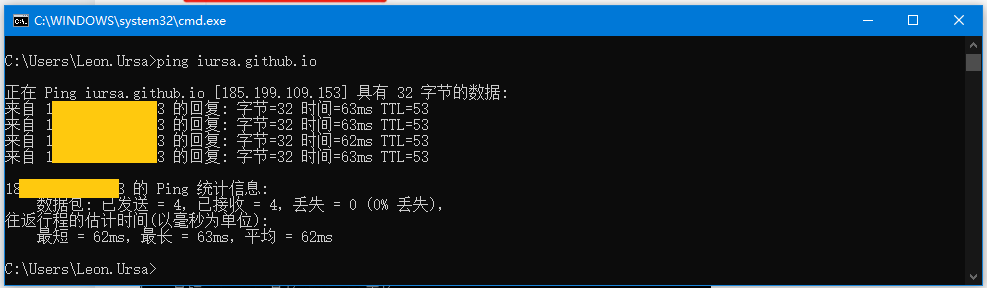 C:\WINDOWS\system32\cmd.exe
C:\Users\Leon.Ursa>ping iursa.github.io
正在 Ping iursa.github.io [185.199.109.153] 具有 32 字节的数据:
来自 1 3 的回复: 字节=32 时间=63ms TTL=53
来自 1 3 的回复: 字节=32 时间=63ms TTL=53
来自 1 3 的回复: 字节=32 时间=62ms TTL=53
来自 1 3 的回复: 字节=32 时间=63ms TTL=53
18 3 的 Ping 统计信息:
数据包: 已发送 = 4，已接收 = 4，丢失 = 0 (0% 丢失)，
往返行程的估计时间(以毫秒为单位):
最短 = 62ms，最长 = 63ms，平均 = 62ms
C:\Users\Leon.Ursa>